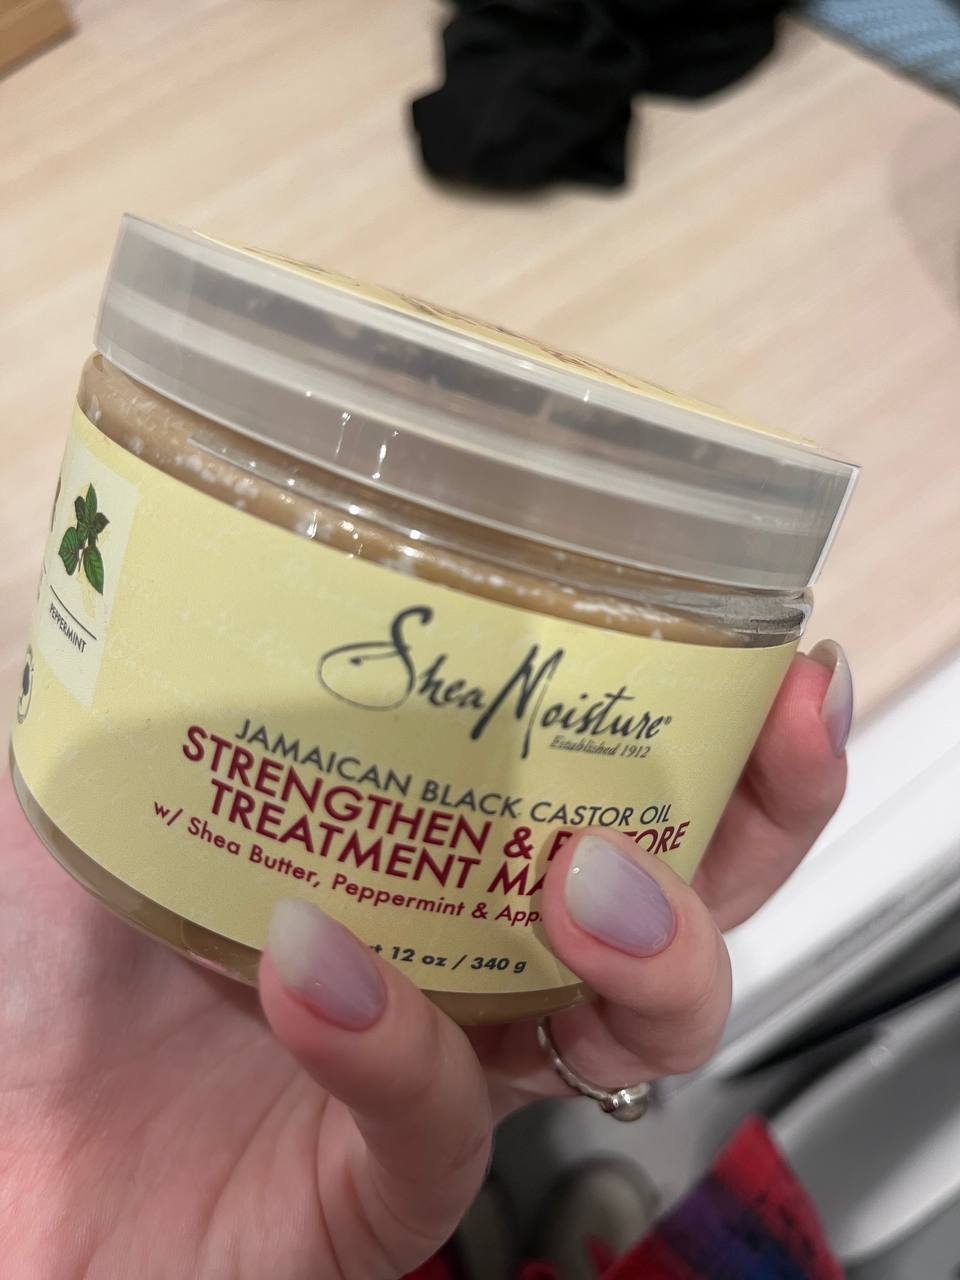 PEPPERMINT
SheaMoisture®
Established 1912
JAMAICAN BLACK CASTOR OIL
STRENGTHEN &
TREATMENT
w/ Shea Butter, Peppermint &
12 oz / 340 g